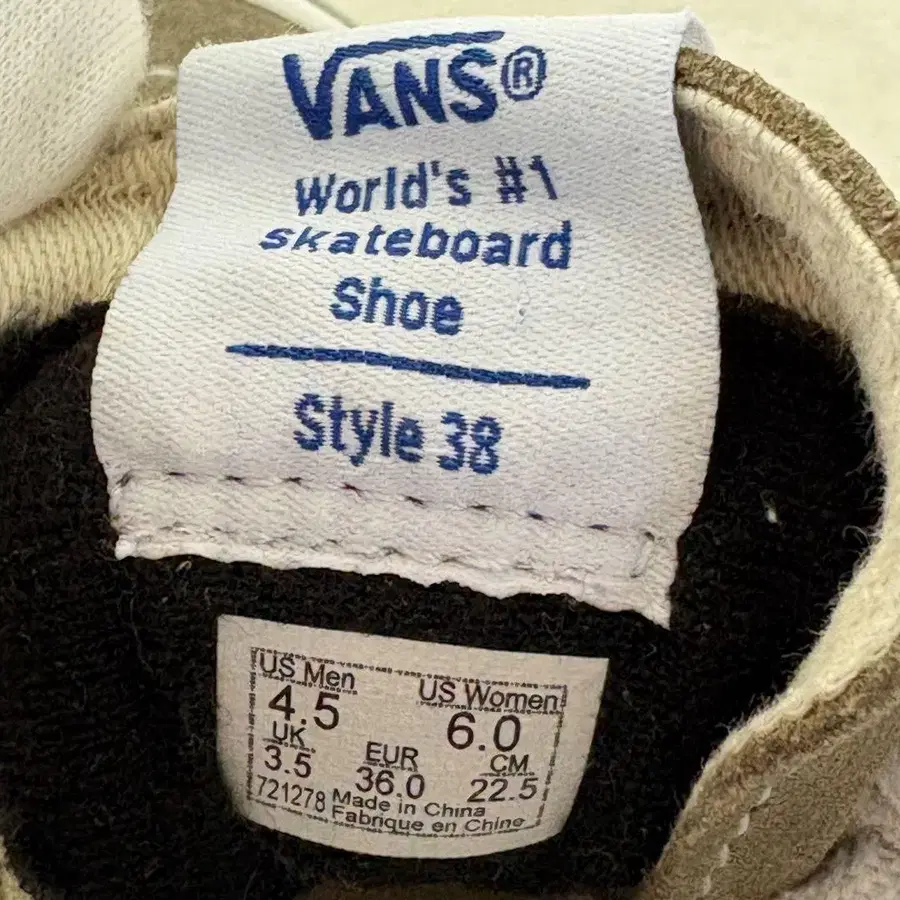 VANS®
World's #1
skateboard
Shoe
Style 38
US Men US Women
4.5 6.0
UK EUR CM
3.5 36.0 22.5
721278 Made in China
Fabrique en Chine